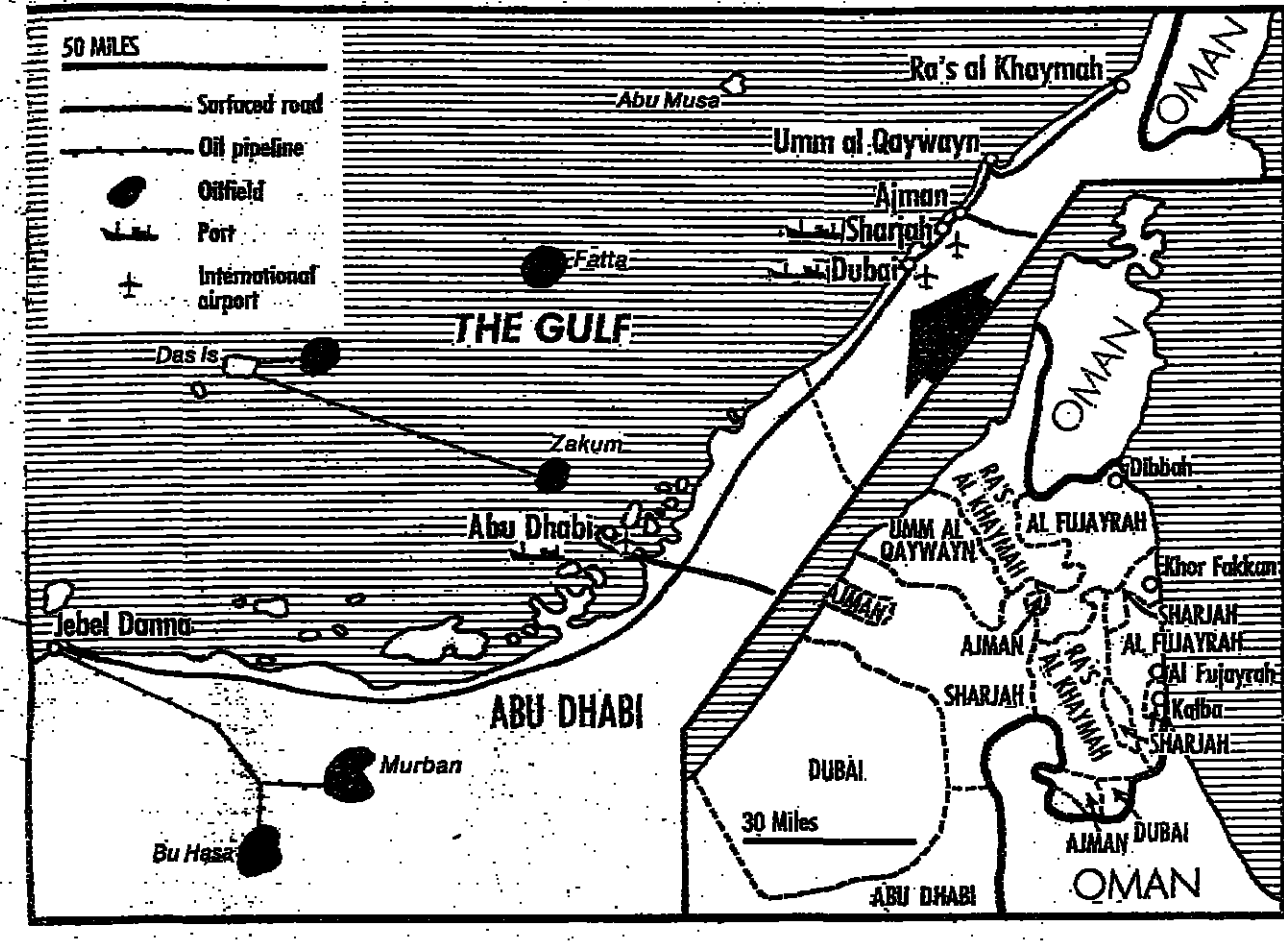 50 MILES
Surfaced road
Oil pipeline
Oilfield
Port
International
airport
Ra's al Khaymah
OMAN
Abu Musa
Umm al Qaywayn
Ajman
Sharjah
Dubai
Fatta
THE GULF
Das Is
Zakum
Abu Dhabi
Jebel Danna
ABU DHABI
Murban
Bu Hasa
OMAN
Dibbah
RA'S
AL KHAYMAH
AL FUJAYRAH
UMM AL
QAYWAYN
Khor Fakkan
AJMAN
SHARJAH
AJMAN
AL FUJAYRAH
RA'S
AL KHAYMAH
Al Fujayrah
SHARJAH
Kalba
SHARJAH
DUBAI
30 Miles
AJMAN
DUBAI
ABU DHABI
OMAN